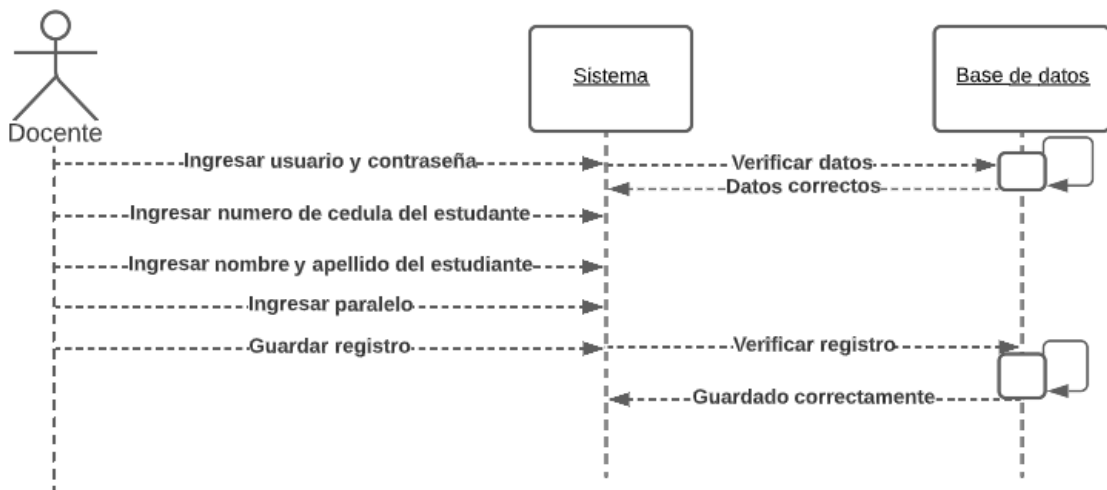 Sistema
Base de datos
Docente
Ingresar usuario y contraseña
Verificar datos
Datos correctos
Ingresar numero de cedula del estudante
Ingresar nombre y apellido del estudiante
Ingresar paralelo
Guardar registro
Verificar registro
Guardado correctamente